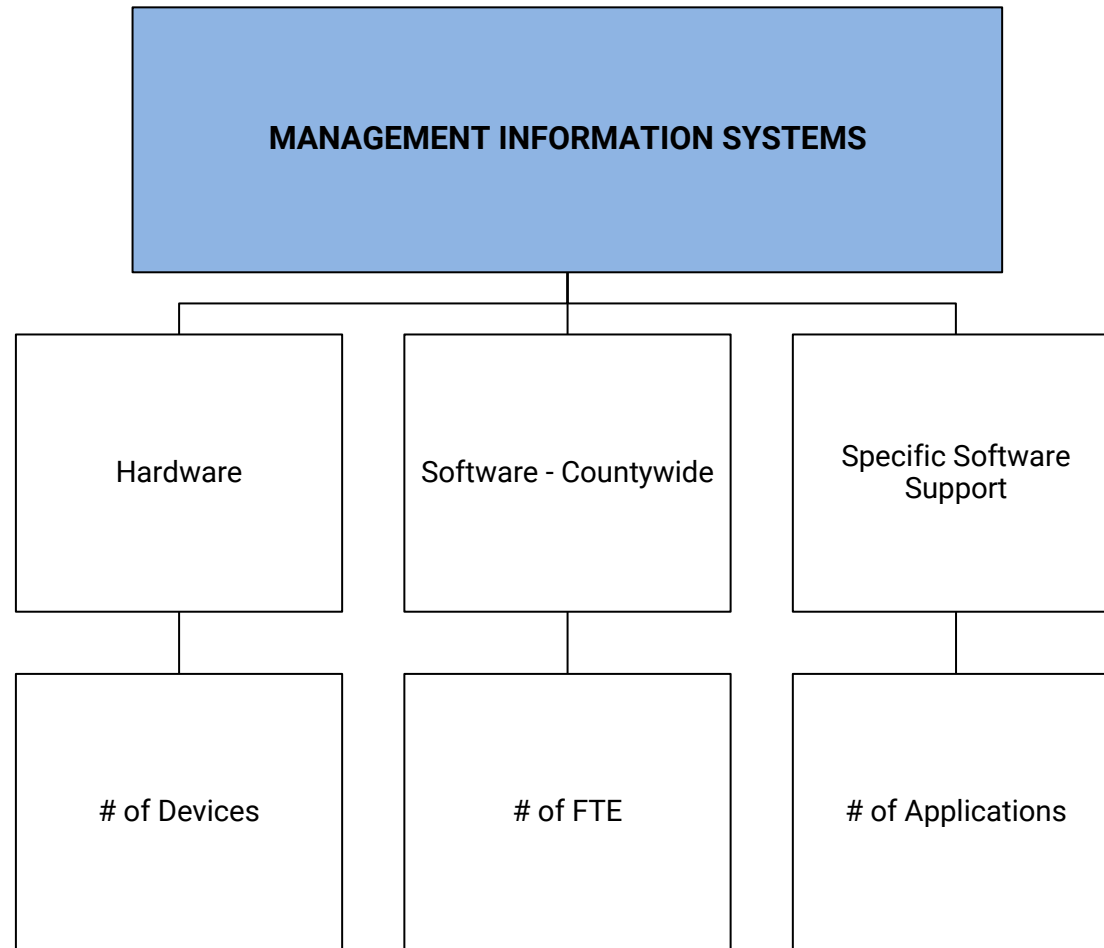 MANAGEMENT INFORMATION SYSTEMS
Hardware
Software - Countywide
Specific Software
Support
# of Devices
# of FTE
# of Applications